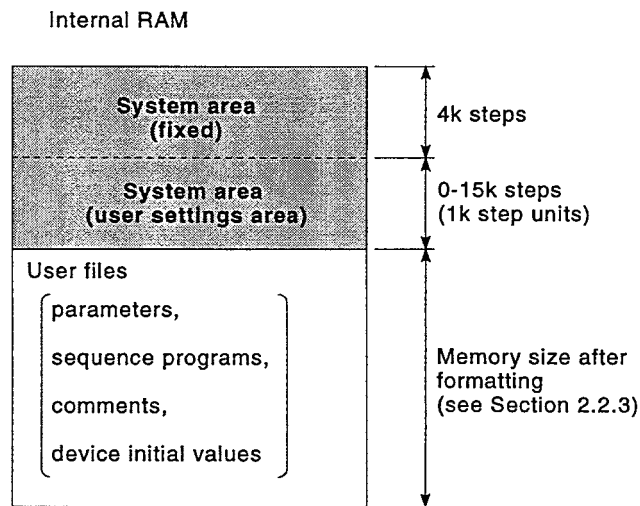 Internal RAM
System area
(fixed)
4k steps
System area
(user settings area)
0-15k steps
(1k step units)
User files
parameters,
sequence programs,
comments,
device initial values
Memory size after
formatting
(see Section 2.2.3)